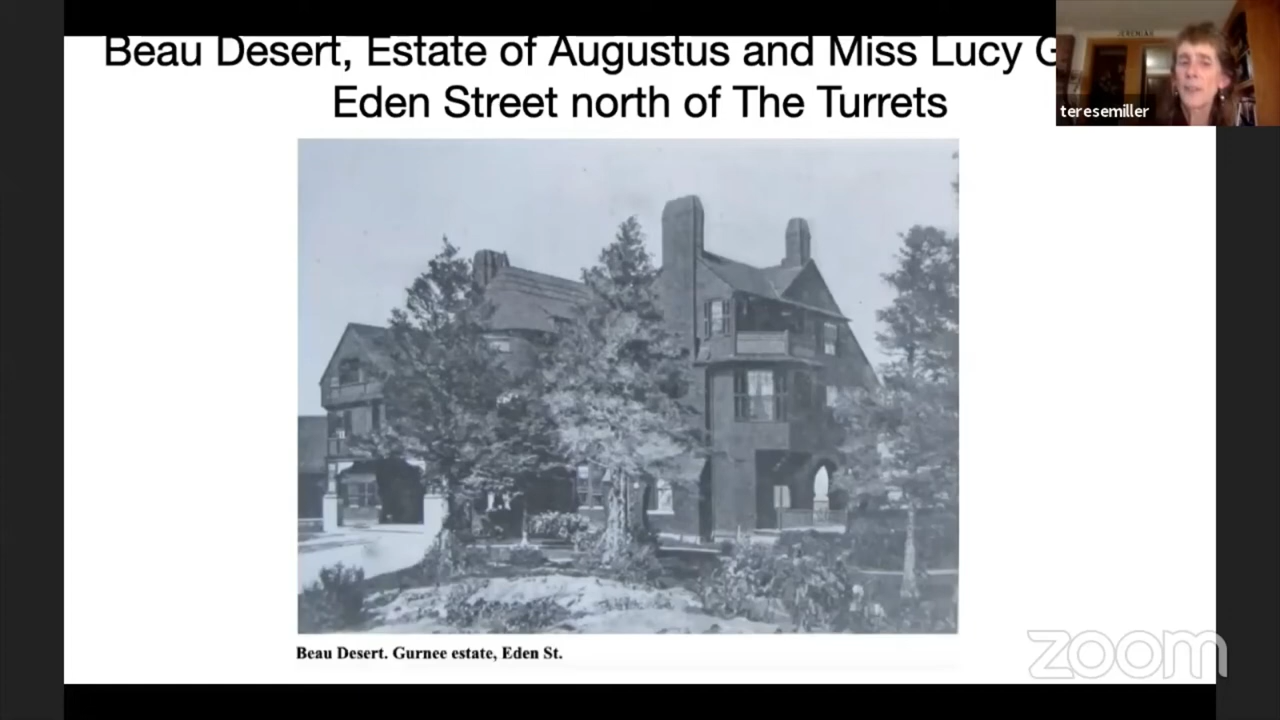 Beau Desert, Estate of Augustus and Miss Lucy G
Eden Street north of The Turrets
JEREMIAH
teresemiller
Beau Desert. Gurnee estate, Eden St.
zoom